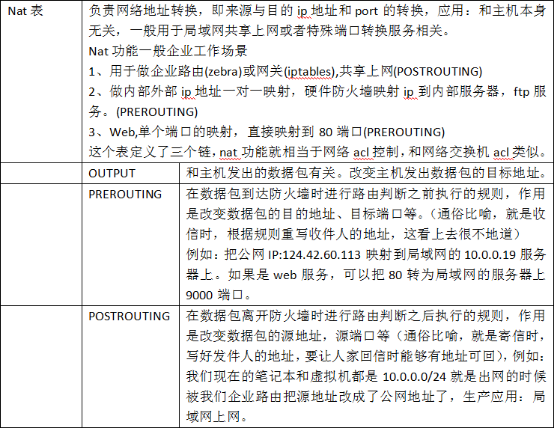 Nat 表
负责网络地址转换，即来源与目的 ip 地址和 port 的转换，应用：和主机本身
无关，一般用于局域网共享上网或者特殊端口转换服务相关。
Nat 功能一般企业工作场景
1、用于做企业路由(zebra)或网关(iptables),共享上网(POSTROUTING)
2、做内部外部 ip 地址一对一映射，硬件防火墙映射 ip 到内部服务器，ftp 服
务。(PREROUTING)
3、Web,单个端口的映射，直接映射到 80 端口(PREROUTING)
这个表定义了三个链，nat 功能就相当于网络 acl 控制，和网络交换机 acl 类似。
OUTPUT
和主机发出的数据包有关。改变主机发出数据包的目标地址。
PREROUTING
在数据包到达防火墙时进行路由判断之前执行的规则，作用
是改变数据包的目的地址、目标端口等。（通俗比喻，就是收
信时，根据规则重写收件人的地址，这看上去很不地道）
例如：把公网 IP:124.42.60.113 映射到局域网的 10.0.0.19 服务
器上。如果是 web 服务，可以把 80 转为局域网的服务器上
9000 端口。
POSTROUTING
在数据包离开防火墙时进行路由判断之后执行的规则，作用
是改变数据包的源地址，源端口等（通俗比喻，就是寄信时，
写好发件人的地址，要让人家回信时能够有地址可回），例如：
我们现在的笔记本和虚拟机都是 10.0.0.0/24 就是出网的时候
被我们企业路由把源地址改成了公网地址了，生产应用：局
域网上网。